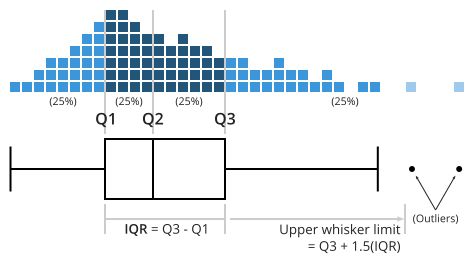 (25%) (25%) (25%) (25%)
Q1 Q2 Q3
(Outliers)
IQR = Q3 - Q1
Upper whisker limit
= Q3 + 1.5(IQR)